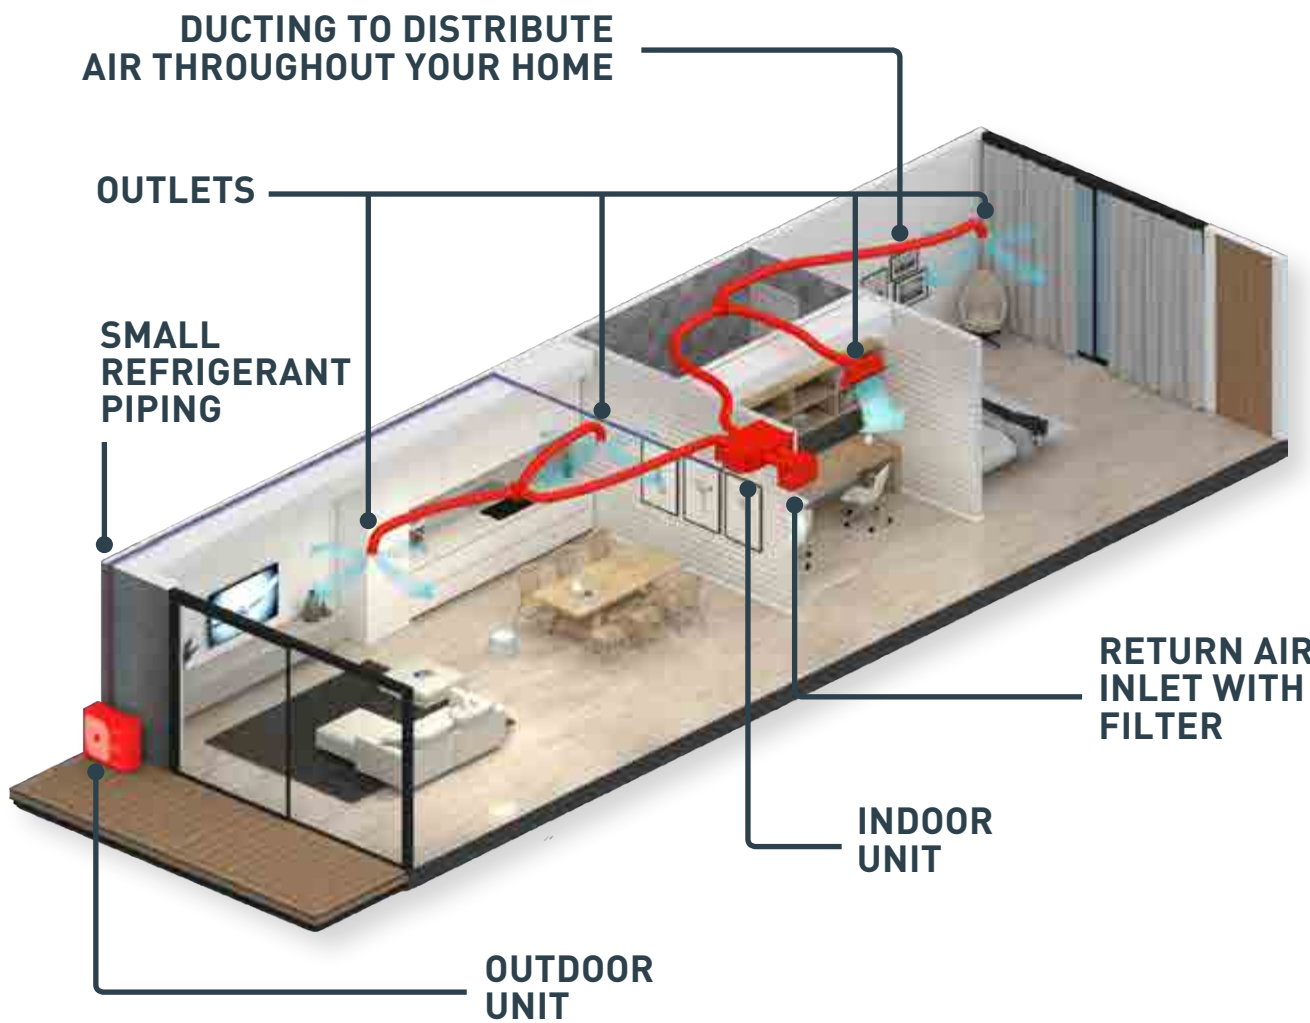 DUCTING TO DISTRIBUTE
AIR THROUGHOUT YOUR HOME
OUTLETS
SMALL
REFRIGERANT
PIPING
RETURN AIR
INLET WITH
FILTER
INDOOR
UNIT
OUTDOOR
UNIT